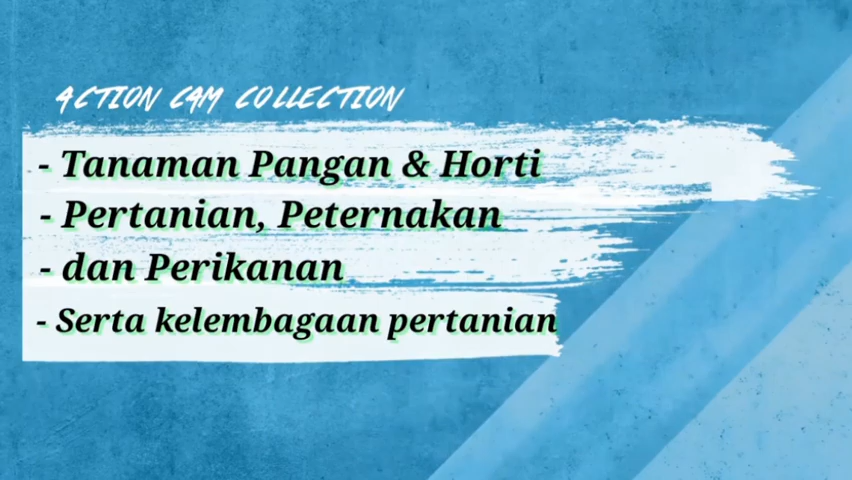 ACTION CAM COLLECTION
- Tanaman Pangan & Horti
- Pertanian, Peternakan
- dan Perikanan
- Serta kelembagaan pertanian